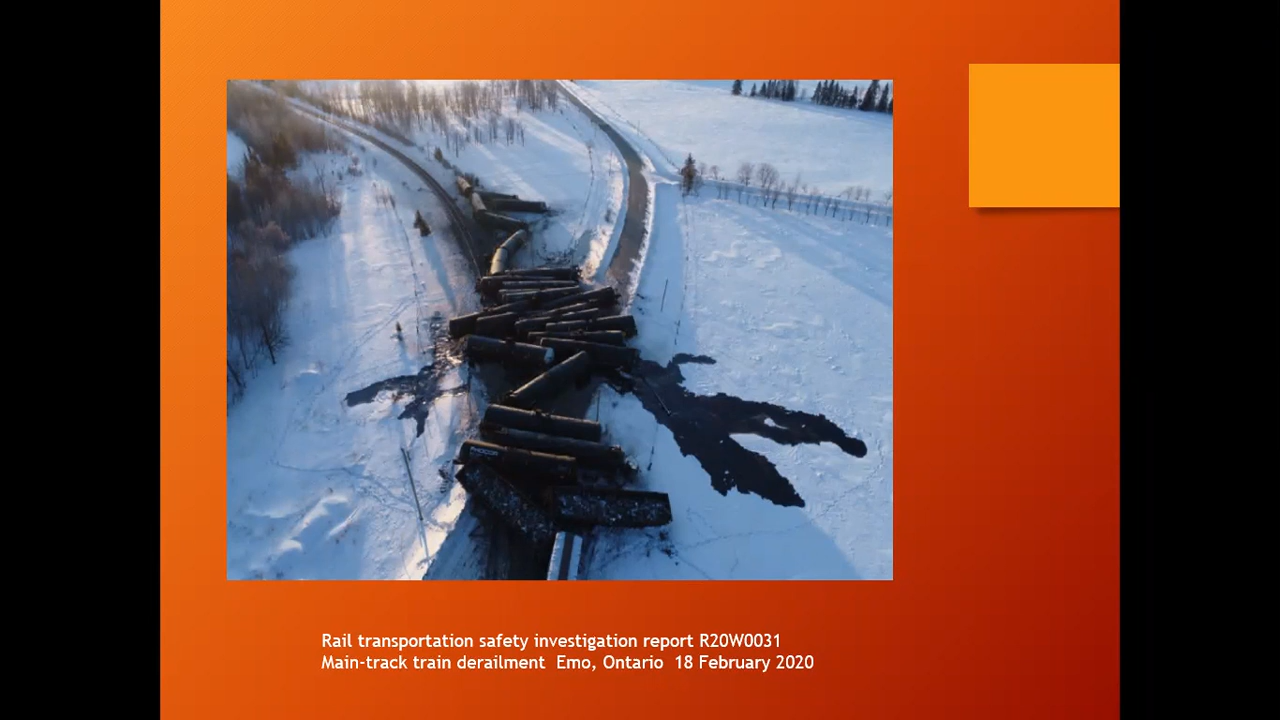 Rail transportation safety investigation report R20W0031
Main-track train derailment Emo, Ontario 18 February 2020